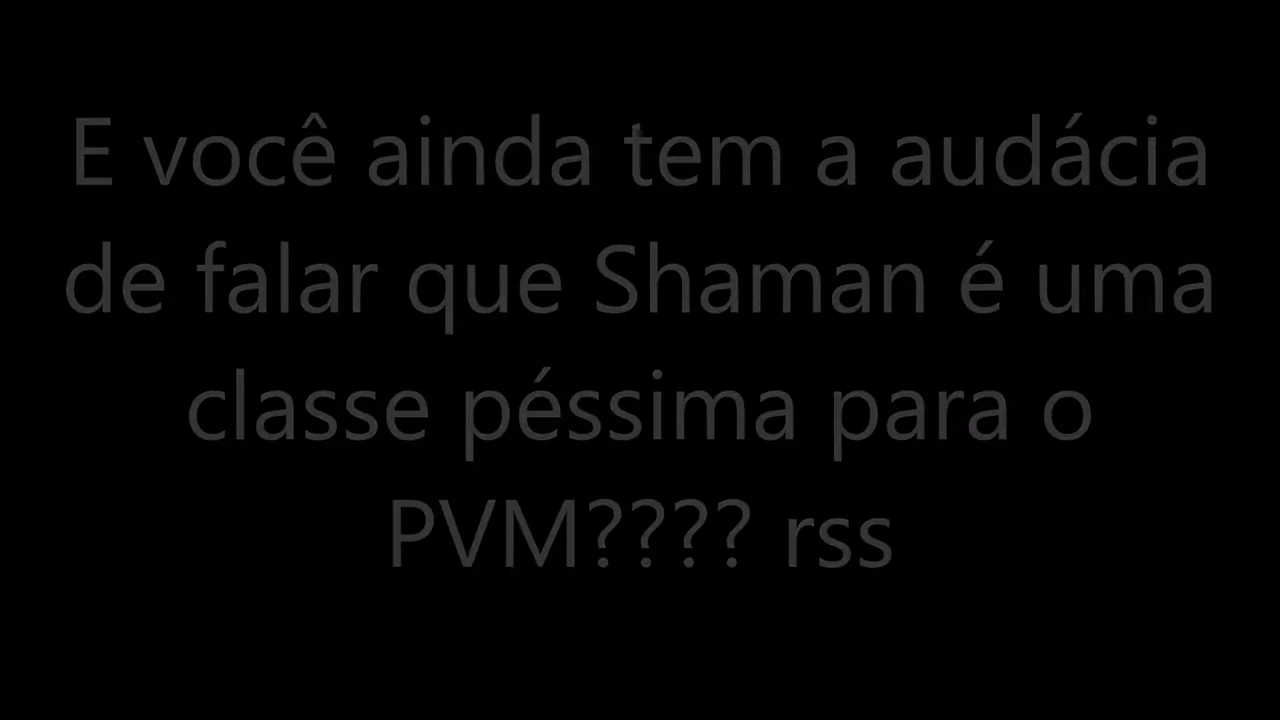 E você ainda tem a audácia
de falar que Shaman é uma
classe péssima para o
PVM???? rss